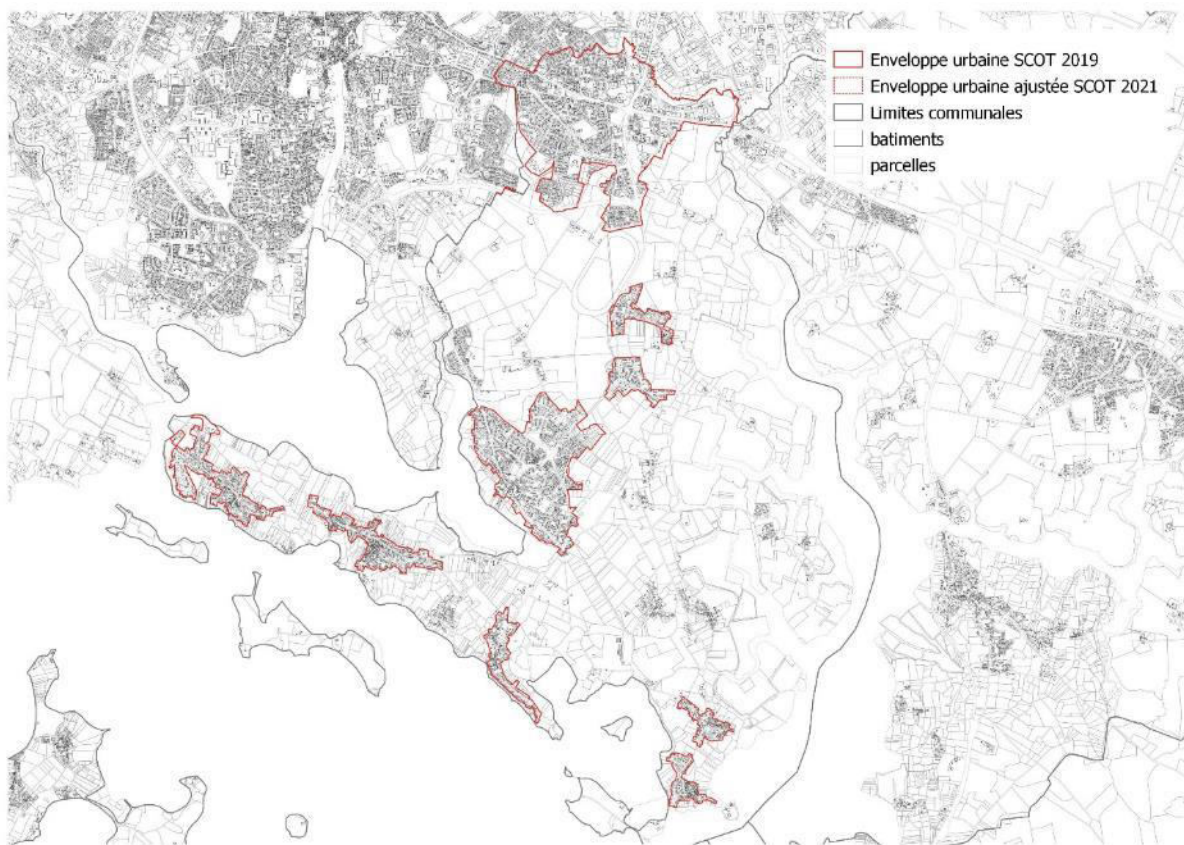 Enveloppe urbaine SCOT 2019
Enveloppe urbaine ajustée SCOT 2021
Limites communales
batiments
parcelles